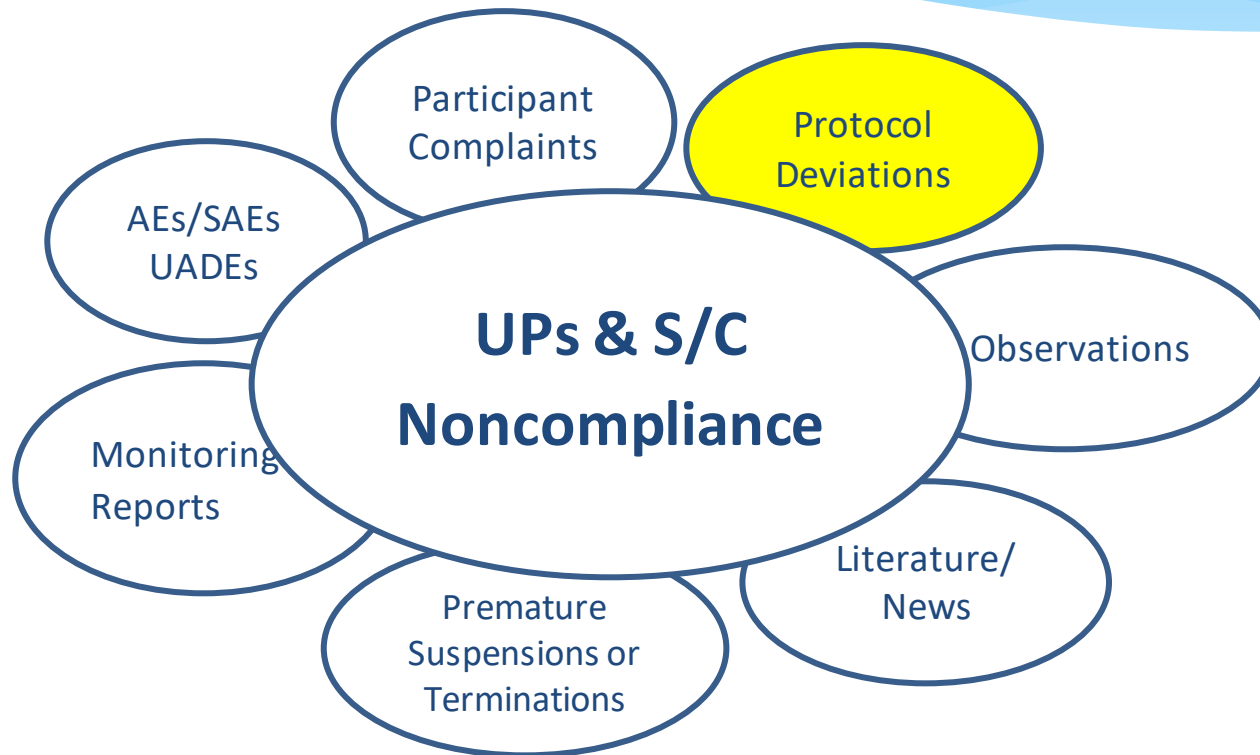 Participant
Complaints
Protocol
Deviations
AEs/SAEs
UADEs
UPs & S/C
Noncompliance
Observations
Monitoring
Reports
Literature/
News
Premature
Suspensions or
Terminations